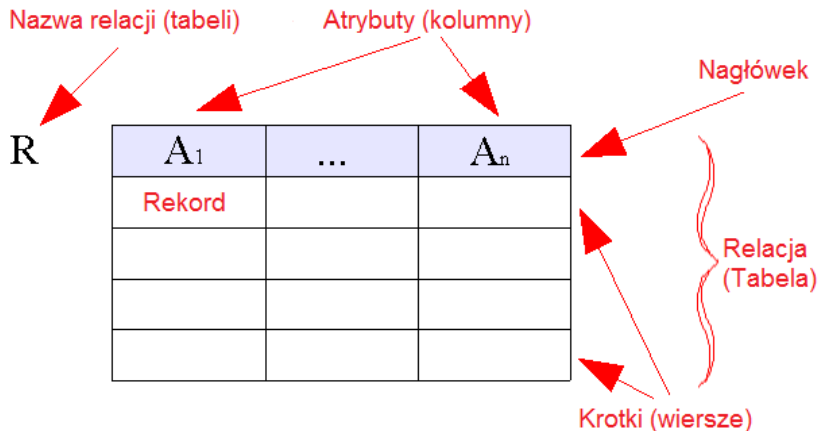 Nazwa relacji (tabeli)
Atrybuty (kolumny)
Nagłówek
R
A1
...
An
Rekord
Relacja
(Tabela)
Krotki (wiersze)